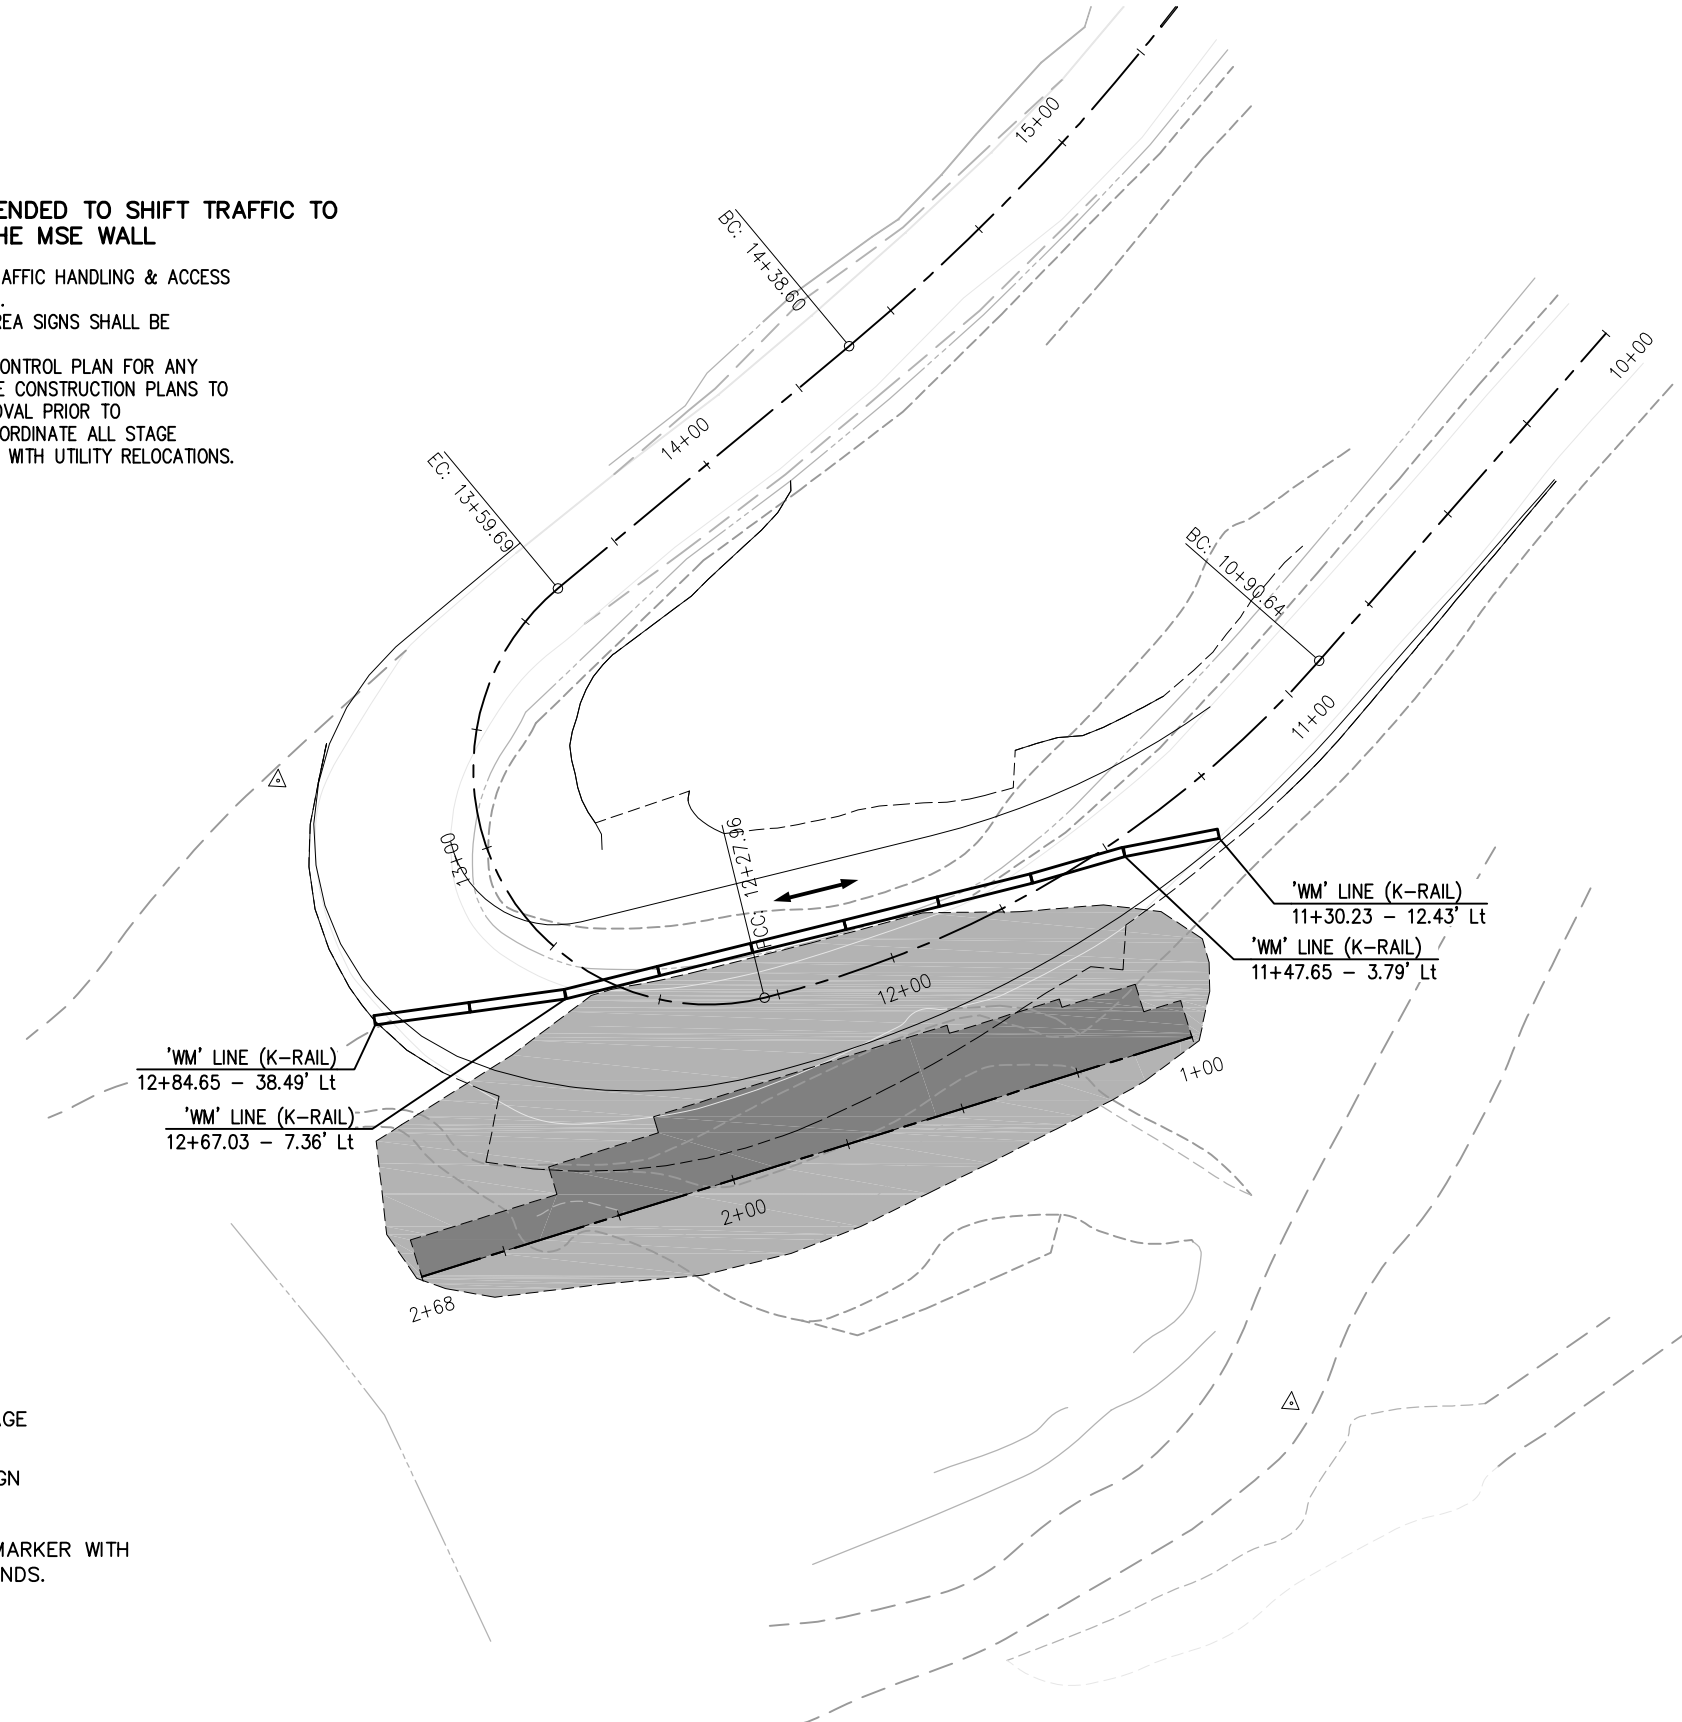 ENDED TO SHIFT TRAFFIC TO
HE MSE WALL
AFFIC HANDLING & ACCESS
.
REA SIGNS SHALL BE
ONTROL PLAN FOR ANY
E CONSTRUCTION PLANS TO
OVAL PRIOR TO
ORDINATE ALL STAGE
WITH UTILITY RELOCATIONS.
15+00
BC: 14+38.60
14+00
EC: 13+59.69
10+00
BC: 10+90.64
11+00
13+00
12+27.96
'WM' LINE (K-RAIL)
11+30.23 - 12.43' Lt
'WM' LINE (K-RAIL)
11+47.65 - 3.79' Lt
12+00
'WM' LINE (K-RAIL)
12+84.65 - 38.49' Lt
'WM' LINE (K-RAIL)
12+67.03 - 7.36' Lt
1+00
2+00
2+68
AGE
GN
MARKER WITH
NDS.